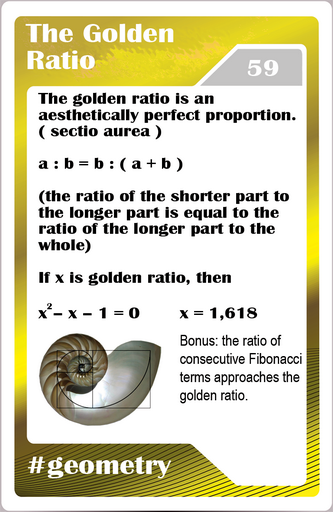 The Golden
Ratio
59
The golden ratio is an
aesthetically perfect proportion.
( sectio aurea )
a : b = b : ( a + b )
(the ratio of the shorter part to
the longer part is equal to the
ratio of the longer part to the
whole)
If x is golden ratio, then
x² – x – 1 = 0 x = 1,618
Bonus: the ratio of
consecutive Fibonacci
terms approaches the
golden ratio.
#geometry